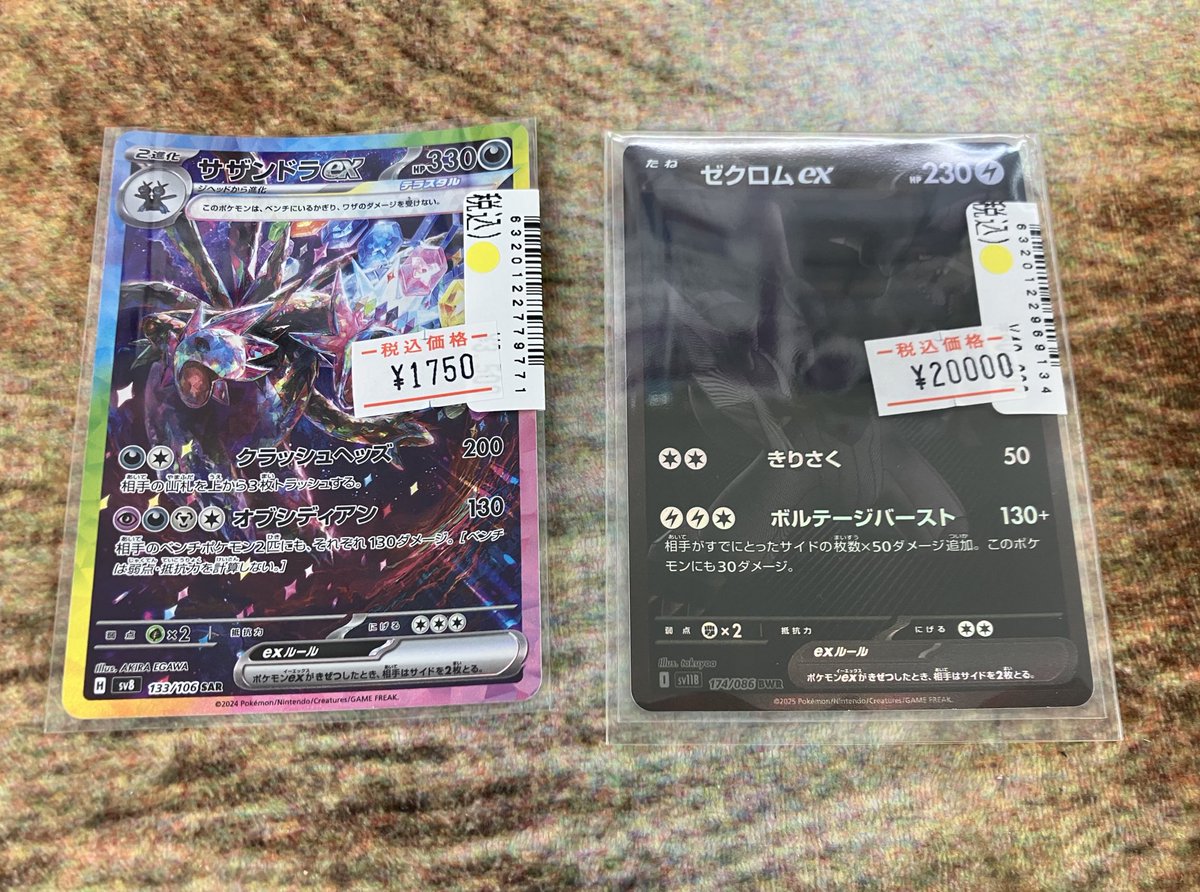 2進化
サザンドラex
HP330
ジヘッドから進化
テラスタル
このポケモンは、ベンチにいるかぎり、ワザのダメージを受けない。
税込)
6320122779771
一税込価格一
¥1750
クラッシュヘッズ 200
相手の山札を上から3枚トラッシュする。
オブシディアン 130
相手のベンチポケモン2匹にも、それぞれ130ダメージ。[ベンチ
は弱点・抵抗力を計算しない。]
弱点 ×2 抵抗力 にげる
exルール
ポケモンexがきぜつしたとき、相手はサイドを2枚とる。
Illus. AKIRA EGAWA
H sv8 133/106 SAR
©2024 Pokémon/Nintendo/Creatures/GAME FREAK.
たね
ゼクロムex
HP230
税込)
6320122969134
一税込価格一
¥20000
きりさく 50
ボルテージバースト 130+
相手がすでにとったサイドの枚数×50ダメージ追加。このポケ
モンにも30ダメージ。
弱点 ×2 抵抗力 にげる
exルール
ポケモンexがきぜつしたとき、相手はサイドを2枚とる。
Illus. takuyoa
I sv11B 174/086 BWR
©2025 Pokémon/Nintendo/Creatures/GAME FREAK.